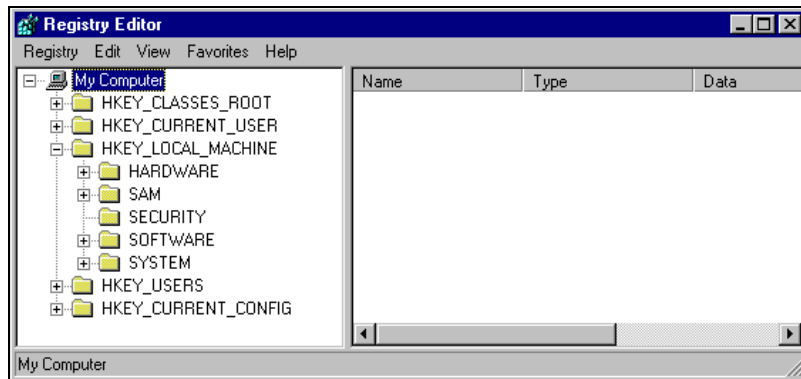 Registry Editor
Registry Edit View Favorites Help
My Computer
HKEY_CLASSES_ROOT
HKEY_CURRENT_USER
HKEY_LOCAL_MACHINE
HARDWARE
SAM
SECURITY
SOFTWARE
SYSTEM
HKEY_USERS
HKEY_CURRENT_CONFIG
Name Type Data
My Computer